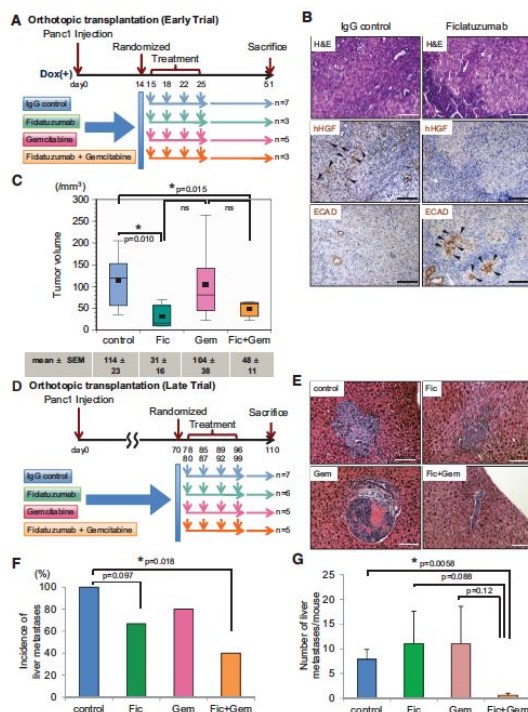 A Orthotopic transplantation (Early Trial)
Panc1 Injection
Randomized
Sacrifice
Treatment
Dox(+)
day0
14 15 18 22 25
51
IgG control
n=7
Ficlatuzumab
n=3
Gemcitabine
n=5
Ficlatuzumab + Gemcitabine
n=3
B
IgG control
Ficlatuzumab
H&E
H&E
hHGF
hHGF
ECAD
ECAD
C
(/mm³)
* p=0.015
*
p=0.010
ns
ns
300
250
200
150
100
50
0
Tumor volume
control Fic Gem Fic+Gem
mean ± SEM
114 ± 23
31 ± 16
104 ± 38
48 ± 11
D Orthotopic transplantation (Late Trial)
Panc1 Injection
Randomized
Sacrifice
Treatment
day0
70 78 85 87 96
80 87 92 99
110
IgG control
n=7
Ficlatuzumab
n=6
Gemcitabine
n=5
Ficlatuzumab + Gemcitabine
n=5
E
control
Fic
Gem
Fic+Gem
F
(%)
* p=0.018
p=0.097
100
80
60
40
20
0
Incidence of
liver metastases
control Fic Gem Fic+Gem
G
* p=0.0058
p=0.088
p=0.12
25
20
15
10
5
0
Number of liver
metastases/mouse
control Fic Gem Fic+Gem